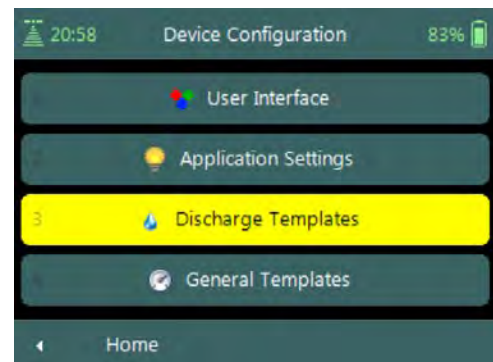 20:58 Device Configuration 83%
User Interface
Application Settings
3 Discharge Templates
General Templates
Home